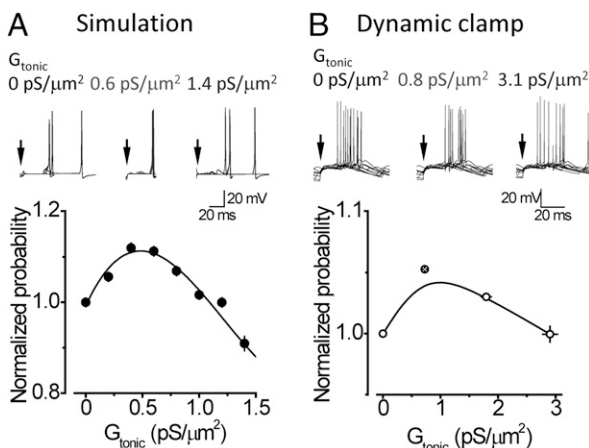 A Simulation
G_tonic
0 pS/μm² 0.6 pS/μm² 1.4 pS/μm²
20 mV
20 ms
Normalized probability
1.2
1.0
0.8
0 0.5 1.0 1.5
G_tonic (pS/μm²)
B Dynamic clamp
G_tonic
0 pS/μm² 0.8 pS/μm² 3.1 pS/μm²
20 mV
20 ms
Normalized probability
1.1
1.0
0 1 2 3
G_tonic (pS/μm²)